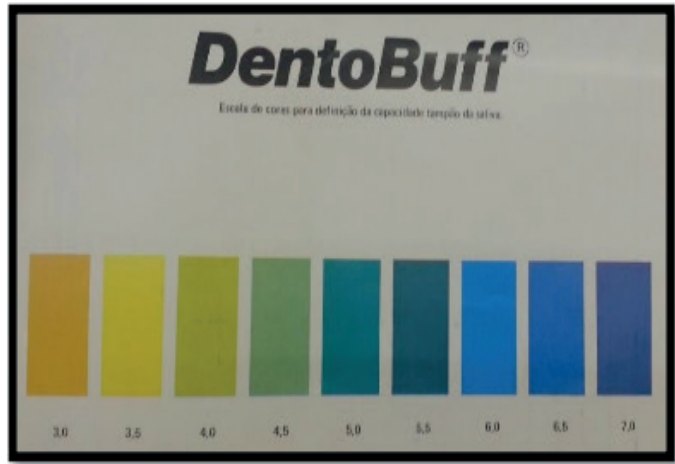 DentoBuff®
Escala de cores para definição da capacidade tampão da saliva.
3,0 3,5 4,0 4,5 5,0 5,5 6,0 6,5 7,0